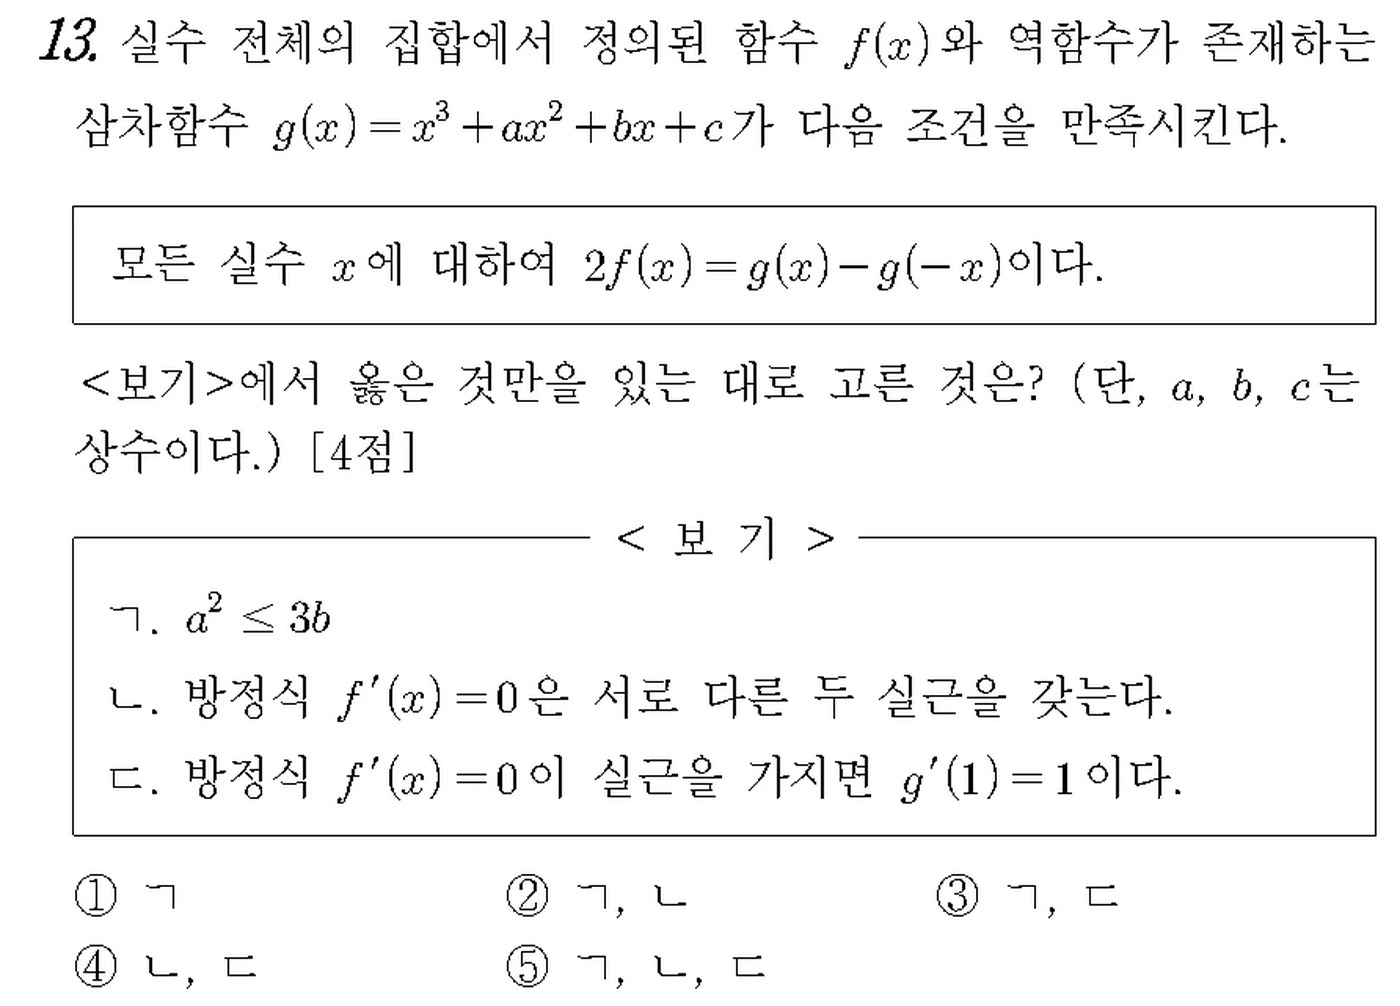 13. 실수 전체의 집합에서 정의된 함수 f(x)와 역함수가 존재하는
삼차함수 g(x)=x³+ax²+bx+c가 다음 조건을 만족시킨다.
모든 실수 x에 대하여 2f(x)=g(x)-g(-x)이다.
<보기>에서 옳은 것만을 있는 대로 고른 것은? (단, a, b, c는
상수이다.) [4점]
< 보 기 >
ㄱ. a² ≤ 3b
ㄴ. 방정식 f′(x)=0은 서로 다른 두 실근을 갖는다.
ㄷ. 방정식 f′(x)=0이 실근을 가지면 g′(1)=1이다.
① ㄱ ② ㄱ, ㄴ ③ ㄱ, ㄷ
④ ㄴ, ㄷ ⑤ ㄱ, ㄴ, ㄷ